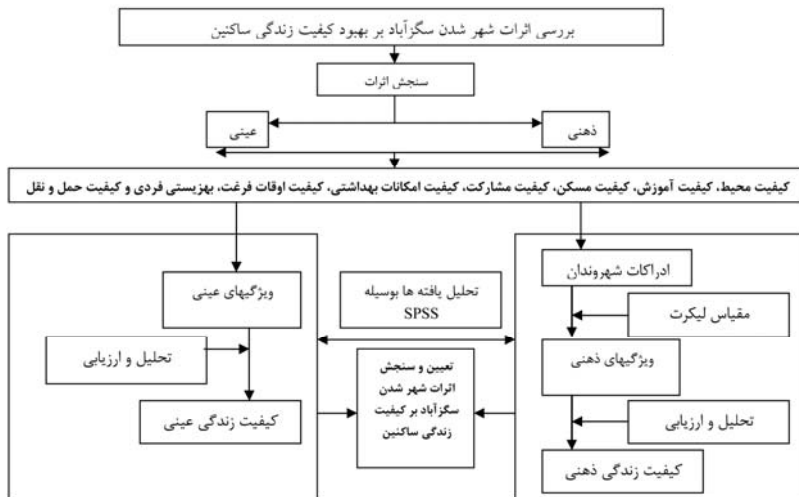 بررسی اثرات شهر شدن سگزآباد بر بهبود کیفیت زندگی ساکنین
سنجش اثرات
ذهنی
عینی
کیفیت محیط، کیفیت آموزش، کیفیت مسکن، کیفیت مشارکت، کیفیت امکانات بهداشتی، کیفیت اوقات فرغت، بهزیستی فردی و کیفیت حمل و نقل
ادراکات شهروندان
مقیاس لیکرت
ویژگیهای ذهنی
تحلیل و ارزیابی
کیفیت زندگی ذهنی
تحلیل یافته ها بوسیله
SPSS
تعیین و سنجش
اثرات شهر شدن
سگزآباد بر کیفیت
زندگی ساکنین
ویژگیهای عینی
تحلیل و ارزیابی
کیفیت زندگی عینی